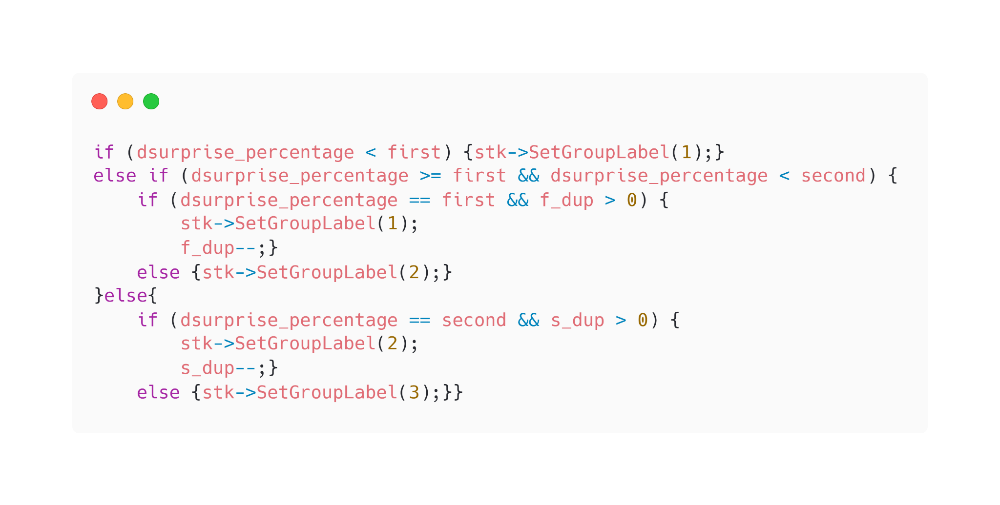 if (dsurprise_percentage < first) {stk->SetGroupLabel(1);}
else if (dsurprise_percentage >= first && dsurprise_percentage < second) {
    if (dsurprise_percentage == first && f_dup > 0) {
        stk->SetGroupLabel(1);
        f_dup--;}
    else {stk->SetGroupLabel(2);}
}else{
    if (dsurprise_percentage == second && s_dup > 0) {
        stk->SetGroupLabel(2);
        s_dup--;}
    else {stk->SetGroupLabel(3);}}